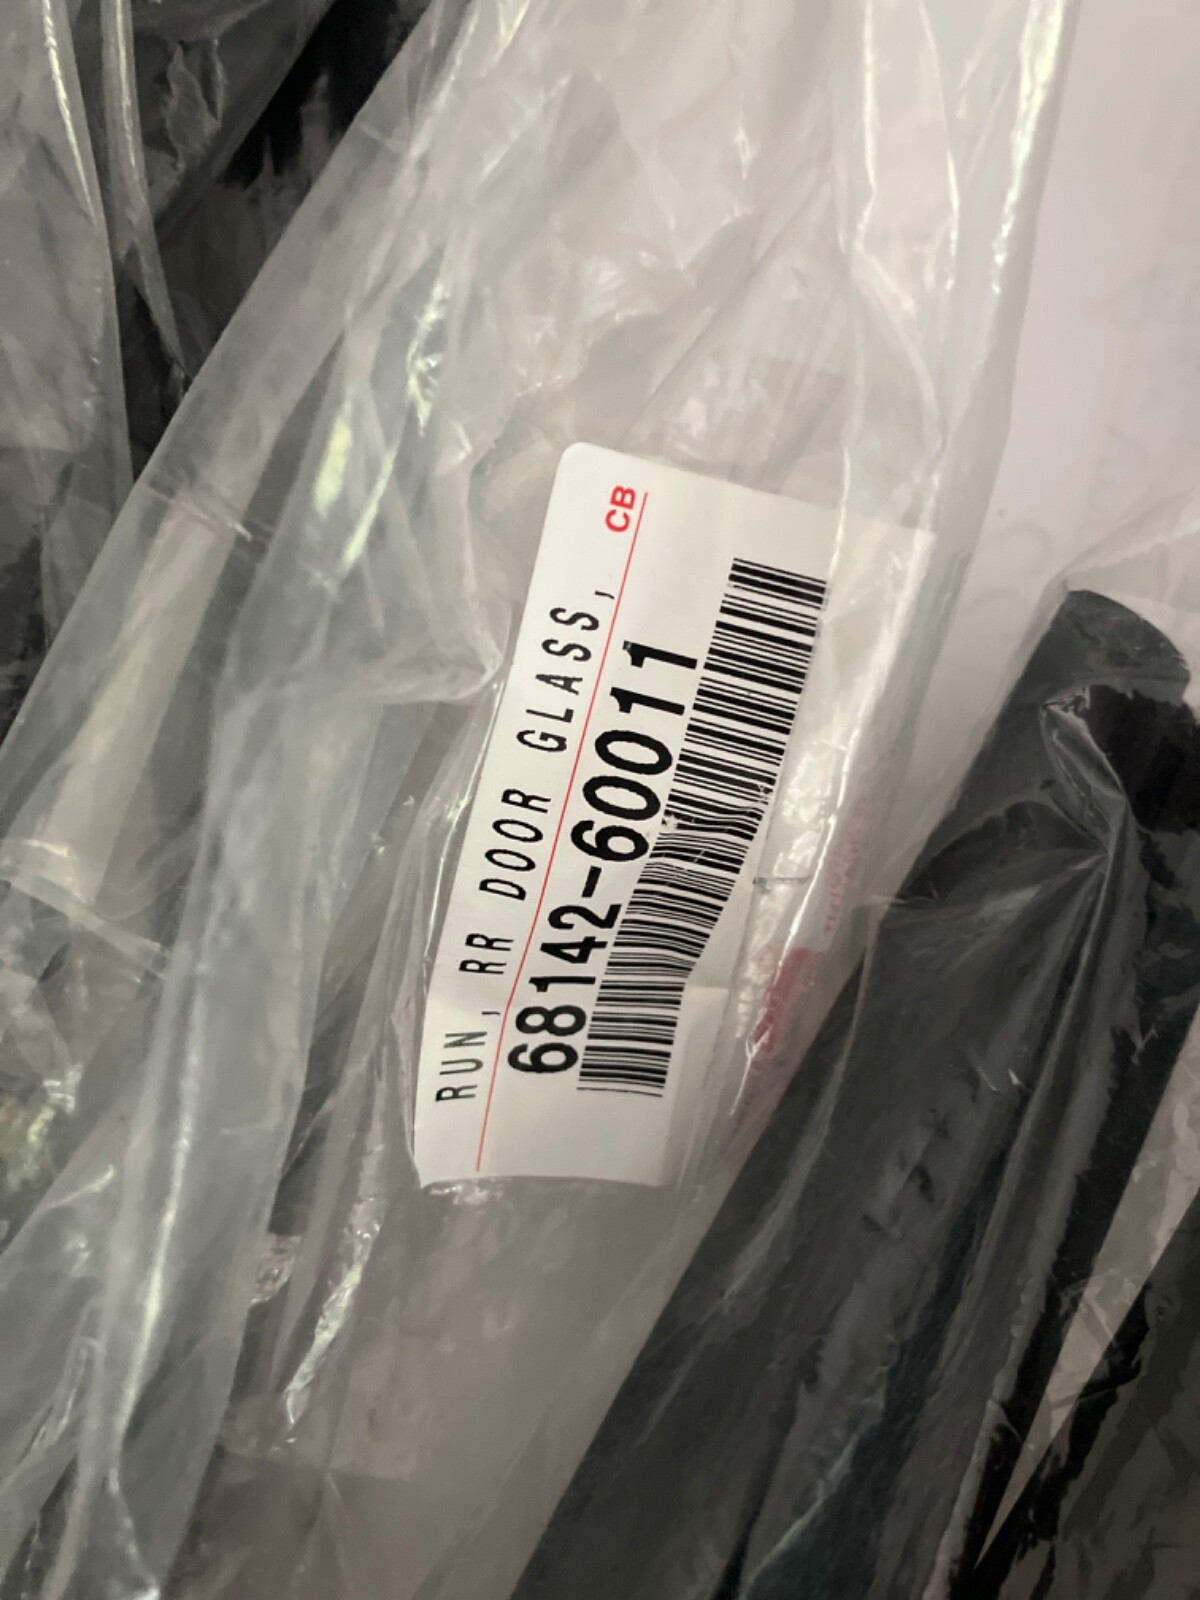 RUN, RR DOOR GLASS,
CB
68142-60011